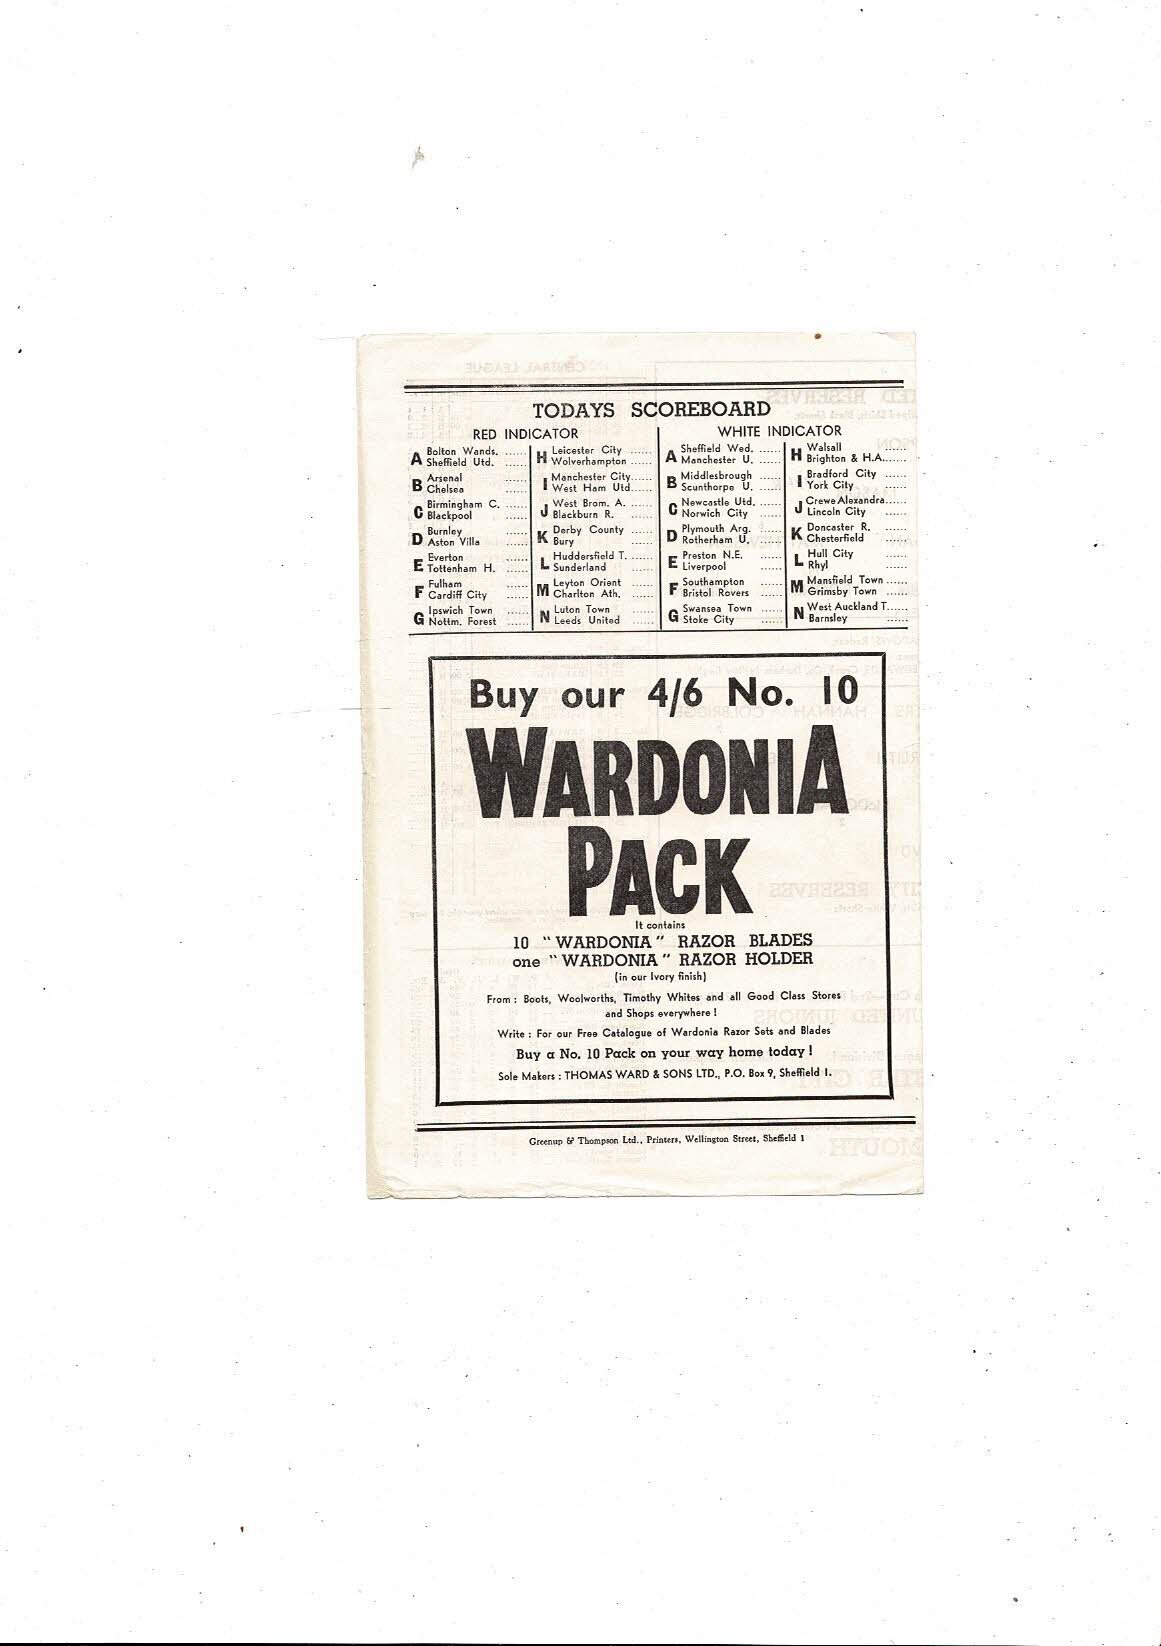 TODAYS SCOREBOARD
RED INDICATOR
A Bolton Wands. ......
Sheffield Utd. ......
B Arsenal ......
Chelsea ......
C Birmingham C. ......
Blackpool ......
D Burnley ......
Aston Villa ......
E Everton ......
Tottenham H. ......
F Fulham ......
Cardiff City ......
G Ipswich Town ......
Nottm. Forest ......
H Leicester City ......
Wolverhampton ......
I Manchester City......
West Ham Utd......
J West Brom. A. ......
Blackburn R. ......
K Derby County ......
Bury ......
L Huddersfield T. ......
Sunderland ......
M Leyton Orient ......
Charlton Ath. ......
N Luton Town ......
Leeds United ......
WHITE INDICATOR
A Sheffield Wed. ......
Manchester U. ......
B Middlesbrough ......
Scunthorpe U. ......
C Newcastle Utd. ......
Norwich City ......
D Plymouth Arg. ......
Rotherham U. ......
E Preston N.E. ......
Liverpool ......
F Southampton ......
Bristol Rovers ......
G Swansea Town ......
Stoke City ......
H Walsall ......
Brighton & H.A. ......
I Bradford City ......
York City ......
J Crewe Alexandra......
Lincoln City ......
K Doncaster R. ......
Chesterfield ......
L Hull City ......
Rhyl ......
M Mansfield Town ......
Grimsby Town ......
N West Auckland T.......
Barnsley ......
Buy our 4/6 No. 10
WARDONIA
PACK
It contains
10 "WARDONIA" RAZOR BLADES
one "WARDONIA" RAZOR HOLDER
(in our Ivory finish)
From : Boots, Woolworths, Timothy Whites and all Good Class Stores
and Shops everywhere !
Write : For our Free Catalogue of Wardonia Razor Sets and Blades
Buy a No. 10 Pack on your way home today !
Sole Makers : THOMAS WARD & SONS LTD., P.O. Box 9, Sheffield 1.
Greenup & Thompson Ltd., Printers, Wellington Street, Sheffield 1